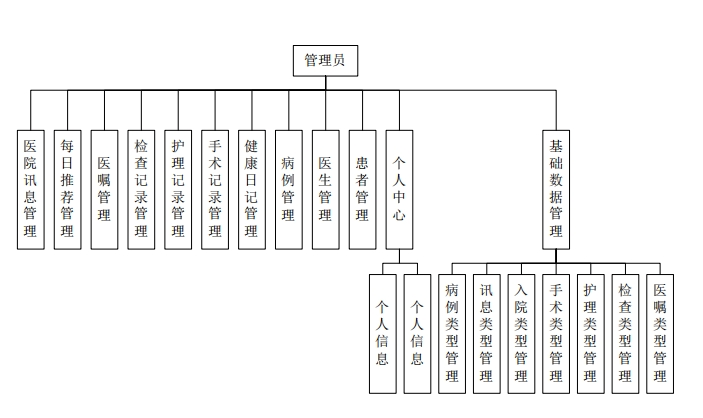 管理员
医院讯息管理
每日推荐管理
医嘱管理
检查记录管理
护理记录管理
手术记录管理
健康日记管理
病例管理
医生管理
患者管理
个人中心
基础数据管理
个人信息
个人信息
病例类型管理
讯息类型管理
入院类型管理
手术类型管理
护理类型管理
检查类型管理
医嘱类型管理